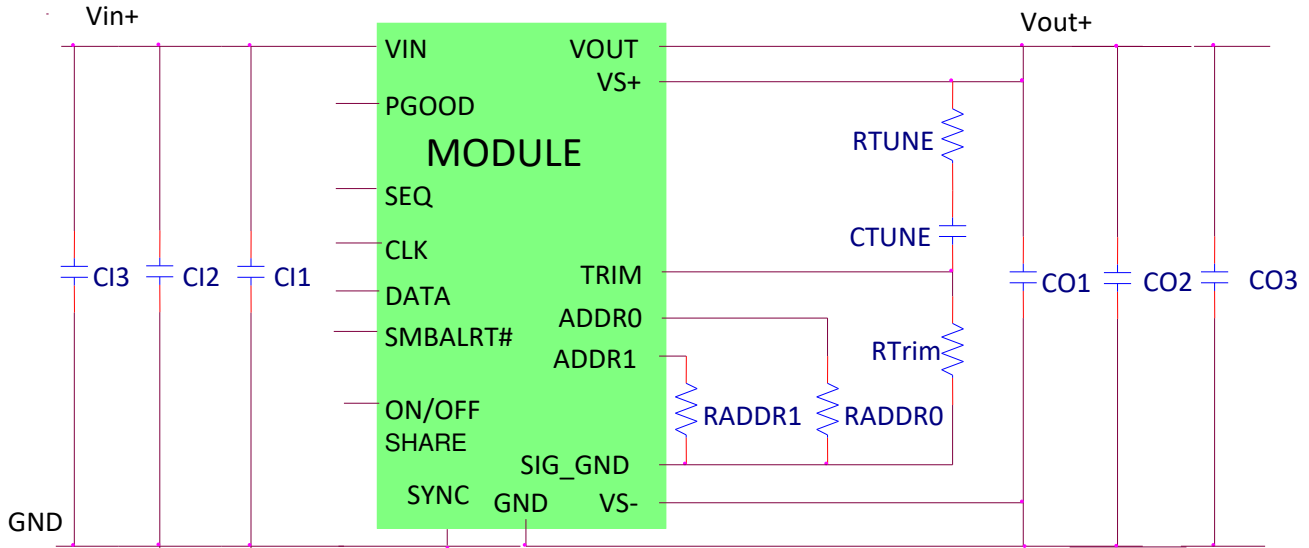 Vin+
Vout+
VIN
VOUT
VS+
PGOOD
RTUNE
MODULE
SEQ
CTUNE
CLK
TRIM
CI3
CI2
CI1
CO1
CO2
CO3
DATA
ADDR0
SMBALRT#
ADDR1
RTrim
ON/OFF
RADDR1
RADDR0
SHARE
SIG_GND
SYNC
GND
VS-
GND